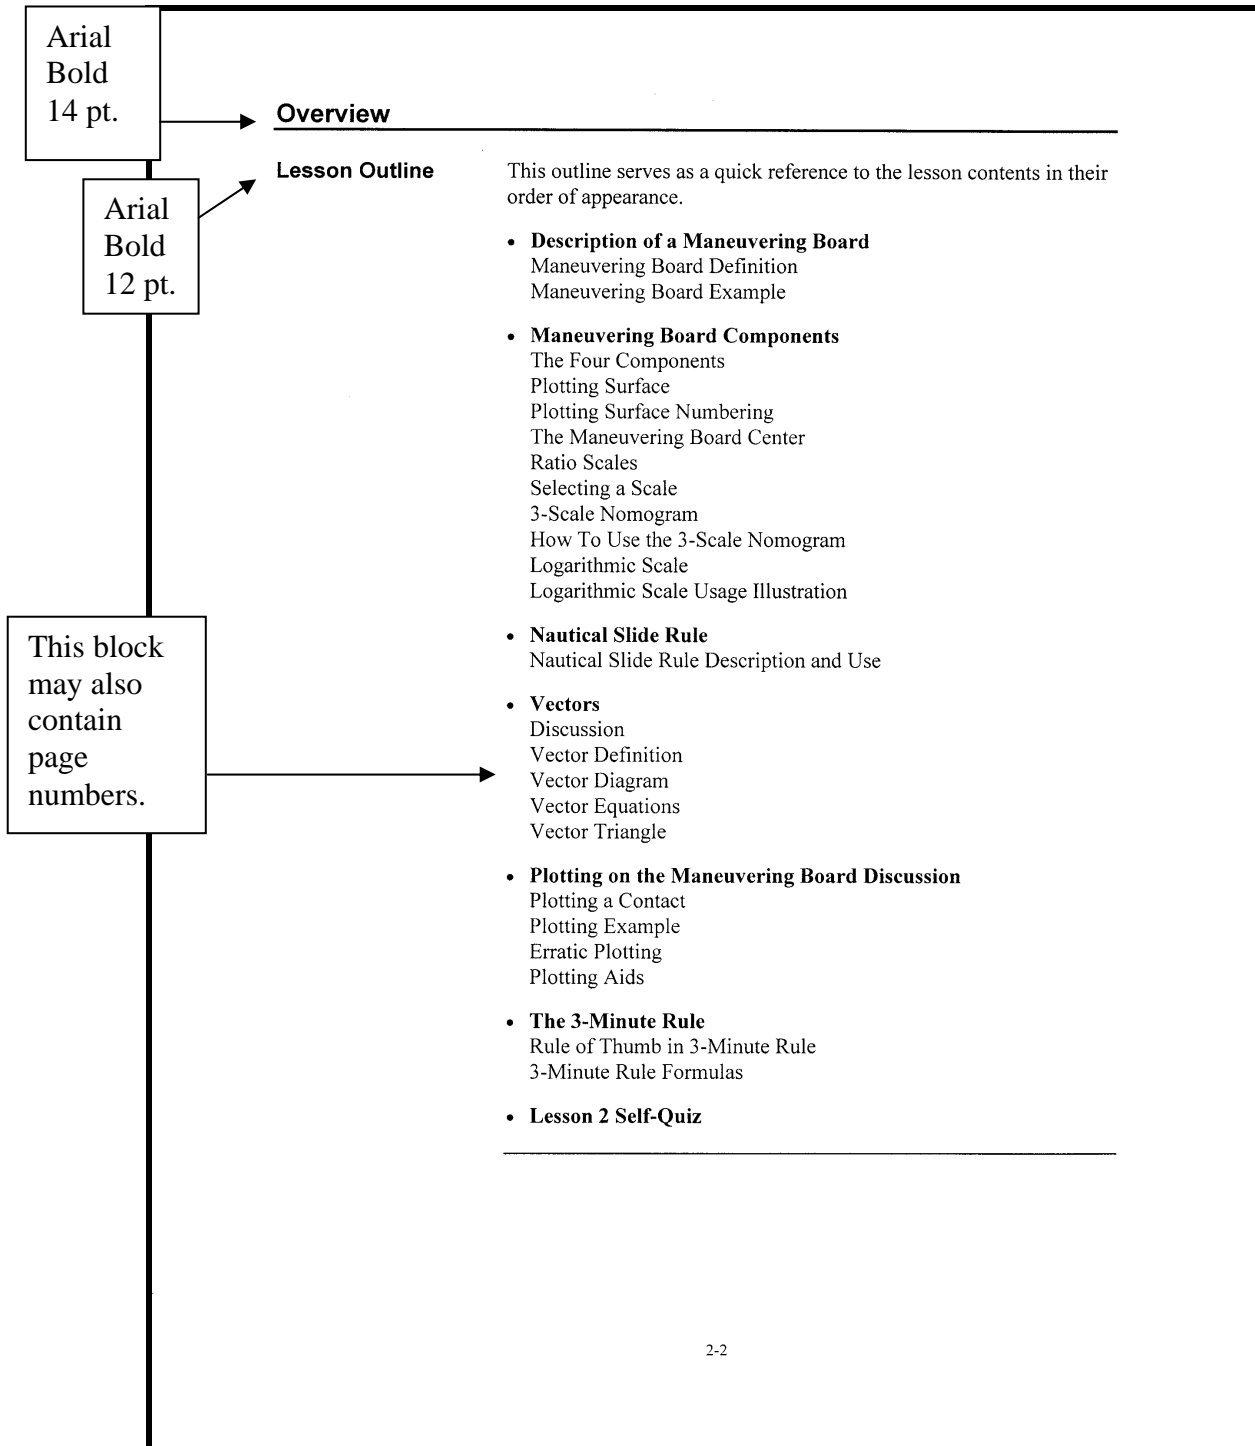 Arial
Bold
14 pt.
Overview
Arial
Bold
12 pt.
Lesson Outline
This outline serves as a quick reference to the lesson contents in their
order of appearance.
• Description of a Maneuvering Board
Maneuvering Board Definition
Maneuvering Board Example
• Maneuvering Board Components
The Four Components
Plotting Surface
Plotting Surface Numbering
The Maneuvering Board Center
Ratio Scales
Selecting a Scale
3-Scale Nomogram
How To Use the 3-Scale Nomogram
Logarithmic Scale
Logarithmic Scale Usage Illustration
• Nautical Slide Rule
Nautical Slide Rule Description and Use
This block
may also
contain
page
numbers.
• Vectors
Discussion
Vector Definition
Vector Diagram
Vector Equations
Vector Triangle
• Plotting on the Maneuvering Board Discussion
Plotting a Contact
Plotting Example
Erratic Plotting
Plotting Aids
• The 3-Minute Rule
Rule of Thumb in 3-Minute Rule
3-Minute Rule Formulas
• Lesson 2 Self-Quiz
2-2